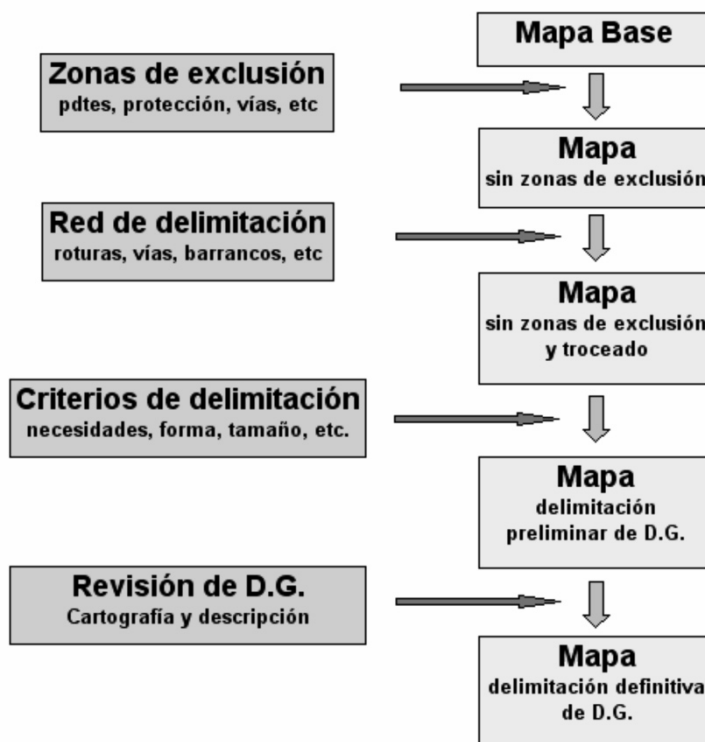 Mapa Base
Zonas de exclusión
pdtes, protección, vías, etc
Mapa
sin zonas de exclusión
Red de delimitación
roturas, vías, barrancos, etc
Mapa
sin zonas de exclusión
y troceado
Criterios de delimitación
necesidades, forma, tamaño, etc.
Mapa
delimitación
preliminar de D.G.
Revisión de D.G.
Cartografía y descripción
Mapa
delimitación definitiva
de D.G.